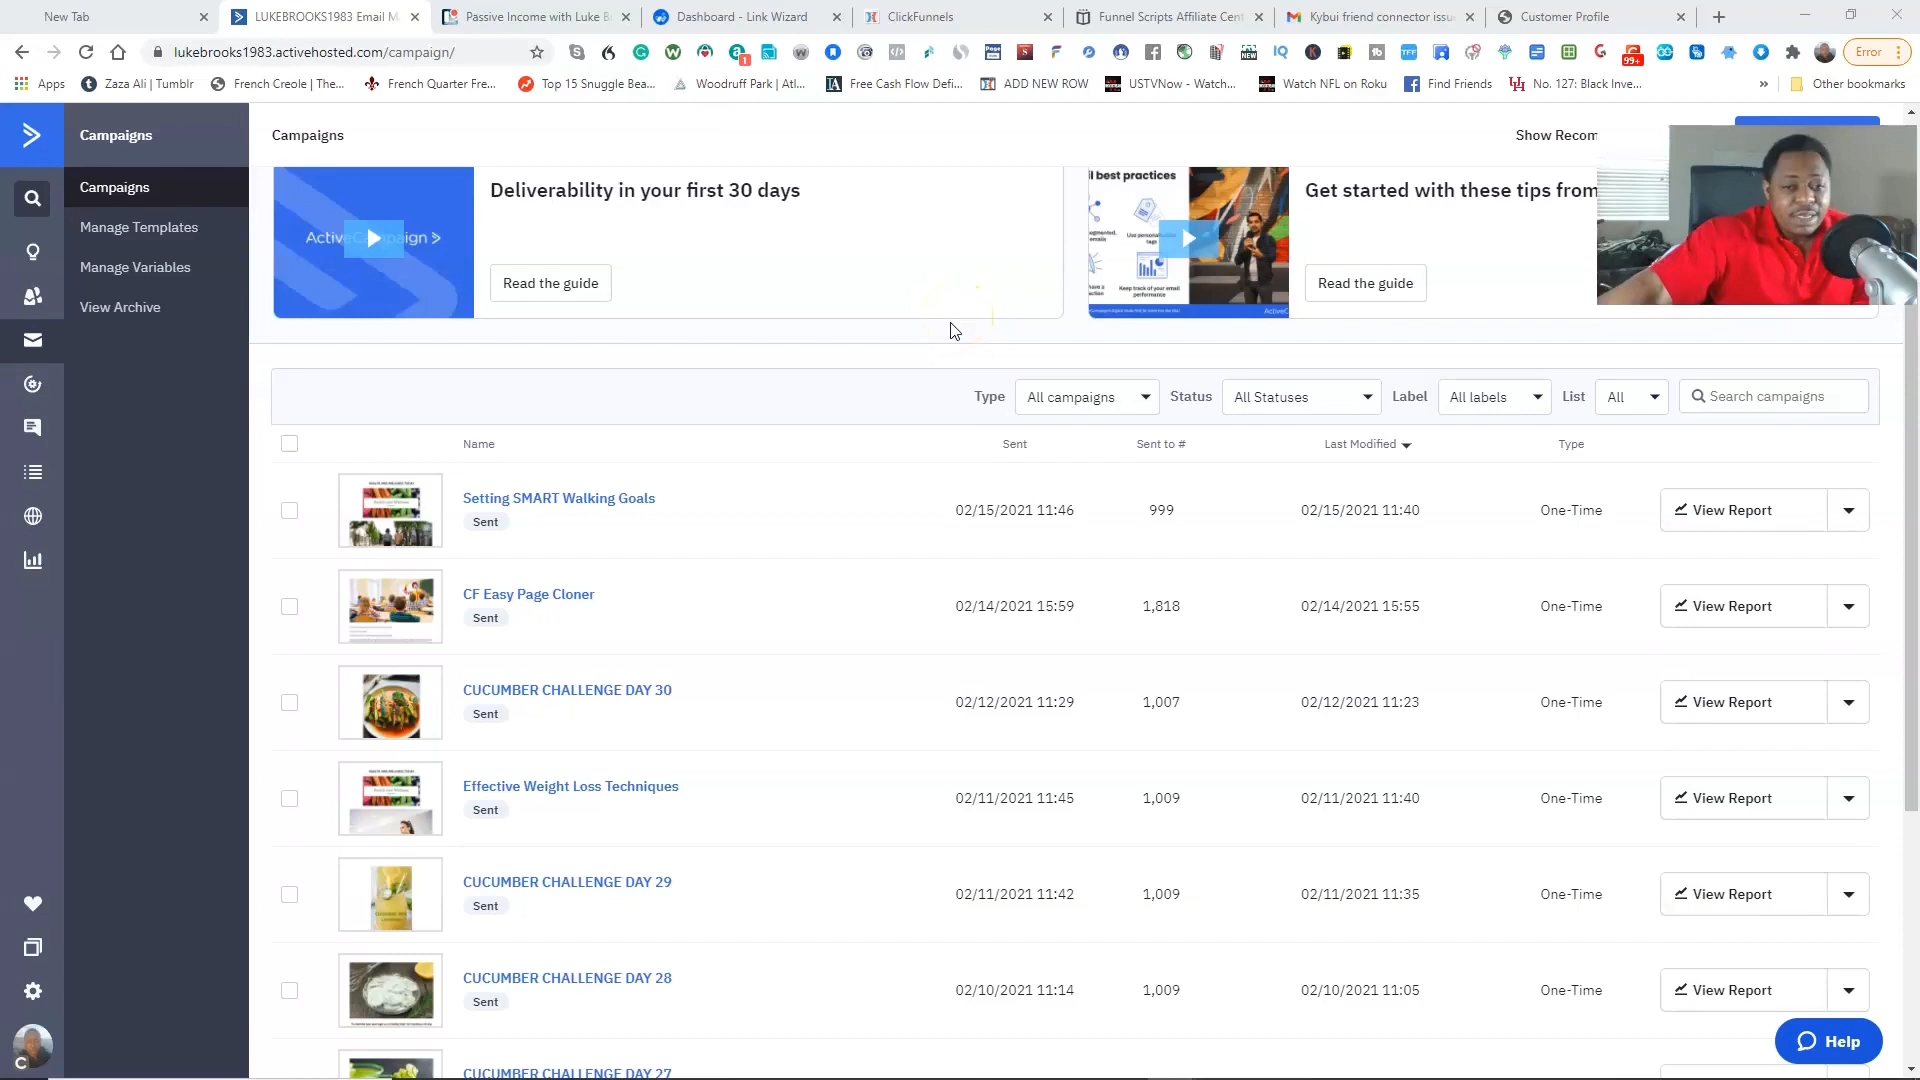 New Tab
LUKEBROOKS1983 Email M
Passive Income with Luke B
Dashboard - Link Wizard
ClickFunnels
Funnel Scripts Affiliate Cent
Kybui friend connector issu
Customer Profile
lukebrooks1983.activehosted.com/campaign/
Error
Apps
Zaza Ali | Tumblr
French Creole | The...
French Quarter Fre...
Top 15 Snuggle Bea...
Woodruff Park | Atl...
Free Cash Flow Defi...
ADD NEW ROW
USTVNow - Watch...
Watch NFL on Roku
Find Friends
No. 127: Black Inve...
»
Other bookmarks
Campaigns
Campaigns
Show Recom
Campaigns
Manage Templates
Manage Variables
View Archive
ActiveCampaign >
Deliverability in your first 30 days
Read the guide
il best practices
Keep track of your email
performance
Get started with these tips from
Read the guide
Type
All campaigns
Status
All Statuses
Label
All labels
List
All
Search campaigns
Name
Sent
Sent to #
Last Modified
Type
Setting SMART Walking Goals
Sent
02/15/2021 11:46
999
02/15/2021 11:40
One-Time
View Report
CF Easy Page Cloner
Sent
02/14/2021 15:59
1,818
02/14/2021 15:55
One-Time
View Report
CUCUMBER CHALLENGE DAY 30
Sent
02/12/2021 11:29
1,007
02/12/2021 11:23
One-Time
View Report
Effective Weight Loss Techniques
Sent
02/11/2021 11:45
1,009
02/11/2021 11:40
One-Time
View Report
CUCUMBER CHALLENGE DAY 29
Sent
02/11/2021 11:42
1,009
02/11/2021 11:35
One-Time
View Report
CUCUMBER CHALLENGE DAY 28
Sent
02/10/2021 11:14
1,009
02/10/2021 11:05
One-Time
View Report
CUCUMBER CHALLENGE DAY 27
Help